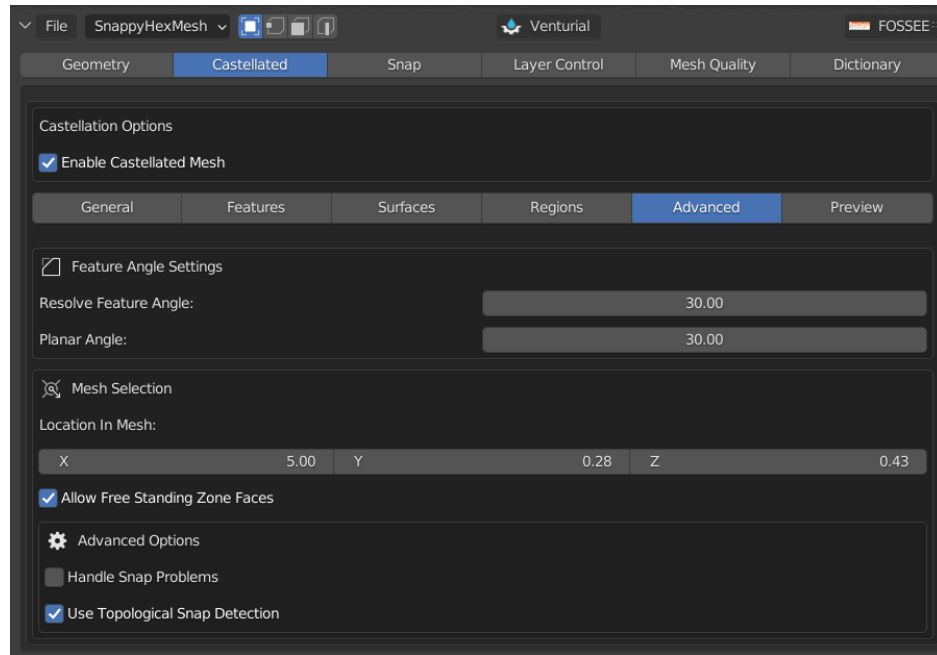 File SnappyHexMesh Venturial FOSSEE
Geometry Castellated Snap Layer Control Mesh Quality Dictionary
Castellation Options
Enable Castellated Mesh
General Features Surfaces Regions Advanced Preview
Feature Angle Settings
Resolve Feature Angle: 30.00
Planar Angle: 30.00
Mesh Selection
Location In Mesh:
X 5.00 Y 0.28 Z 0.43
Allow Free Standing Zone Faces
Advanced Options
Handle Snap Problems
Use Topological Snap Detection